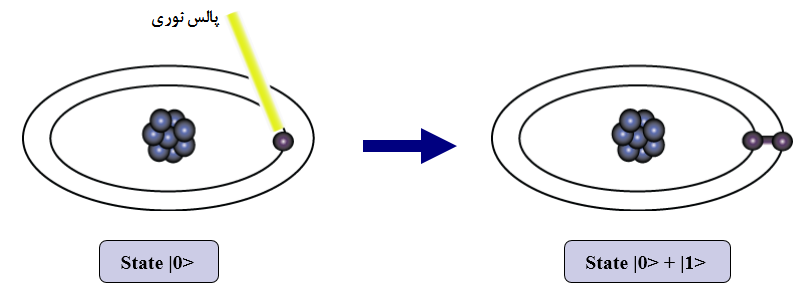 پالس نوری
State |0>
State |0> + |1>